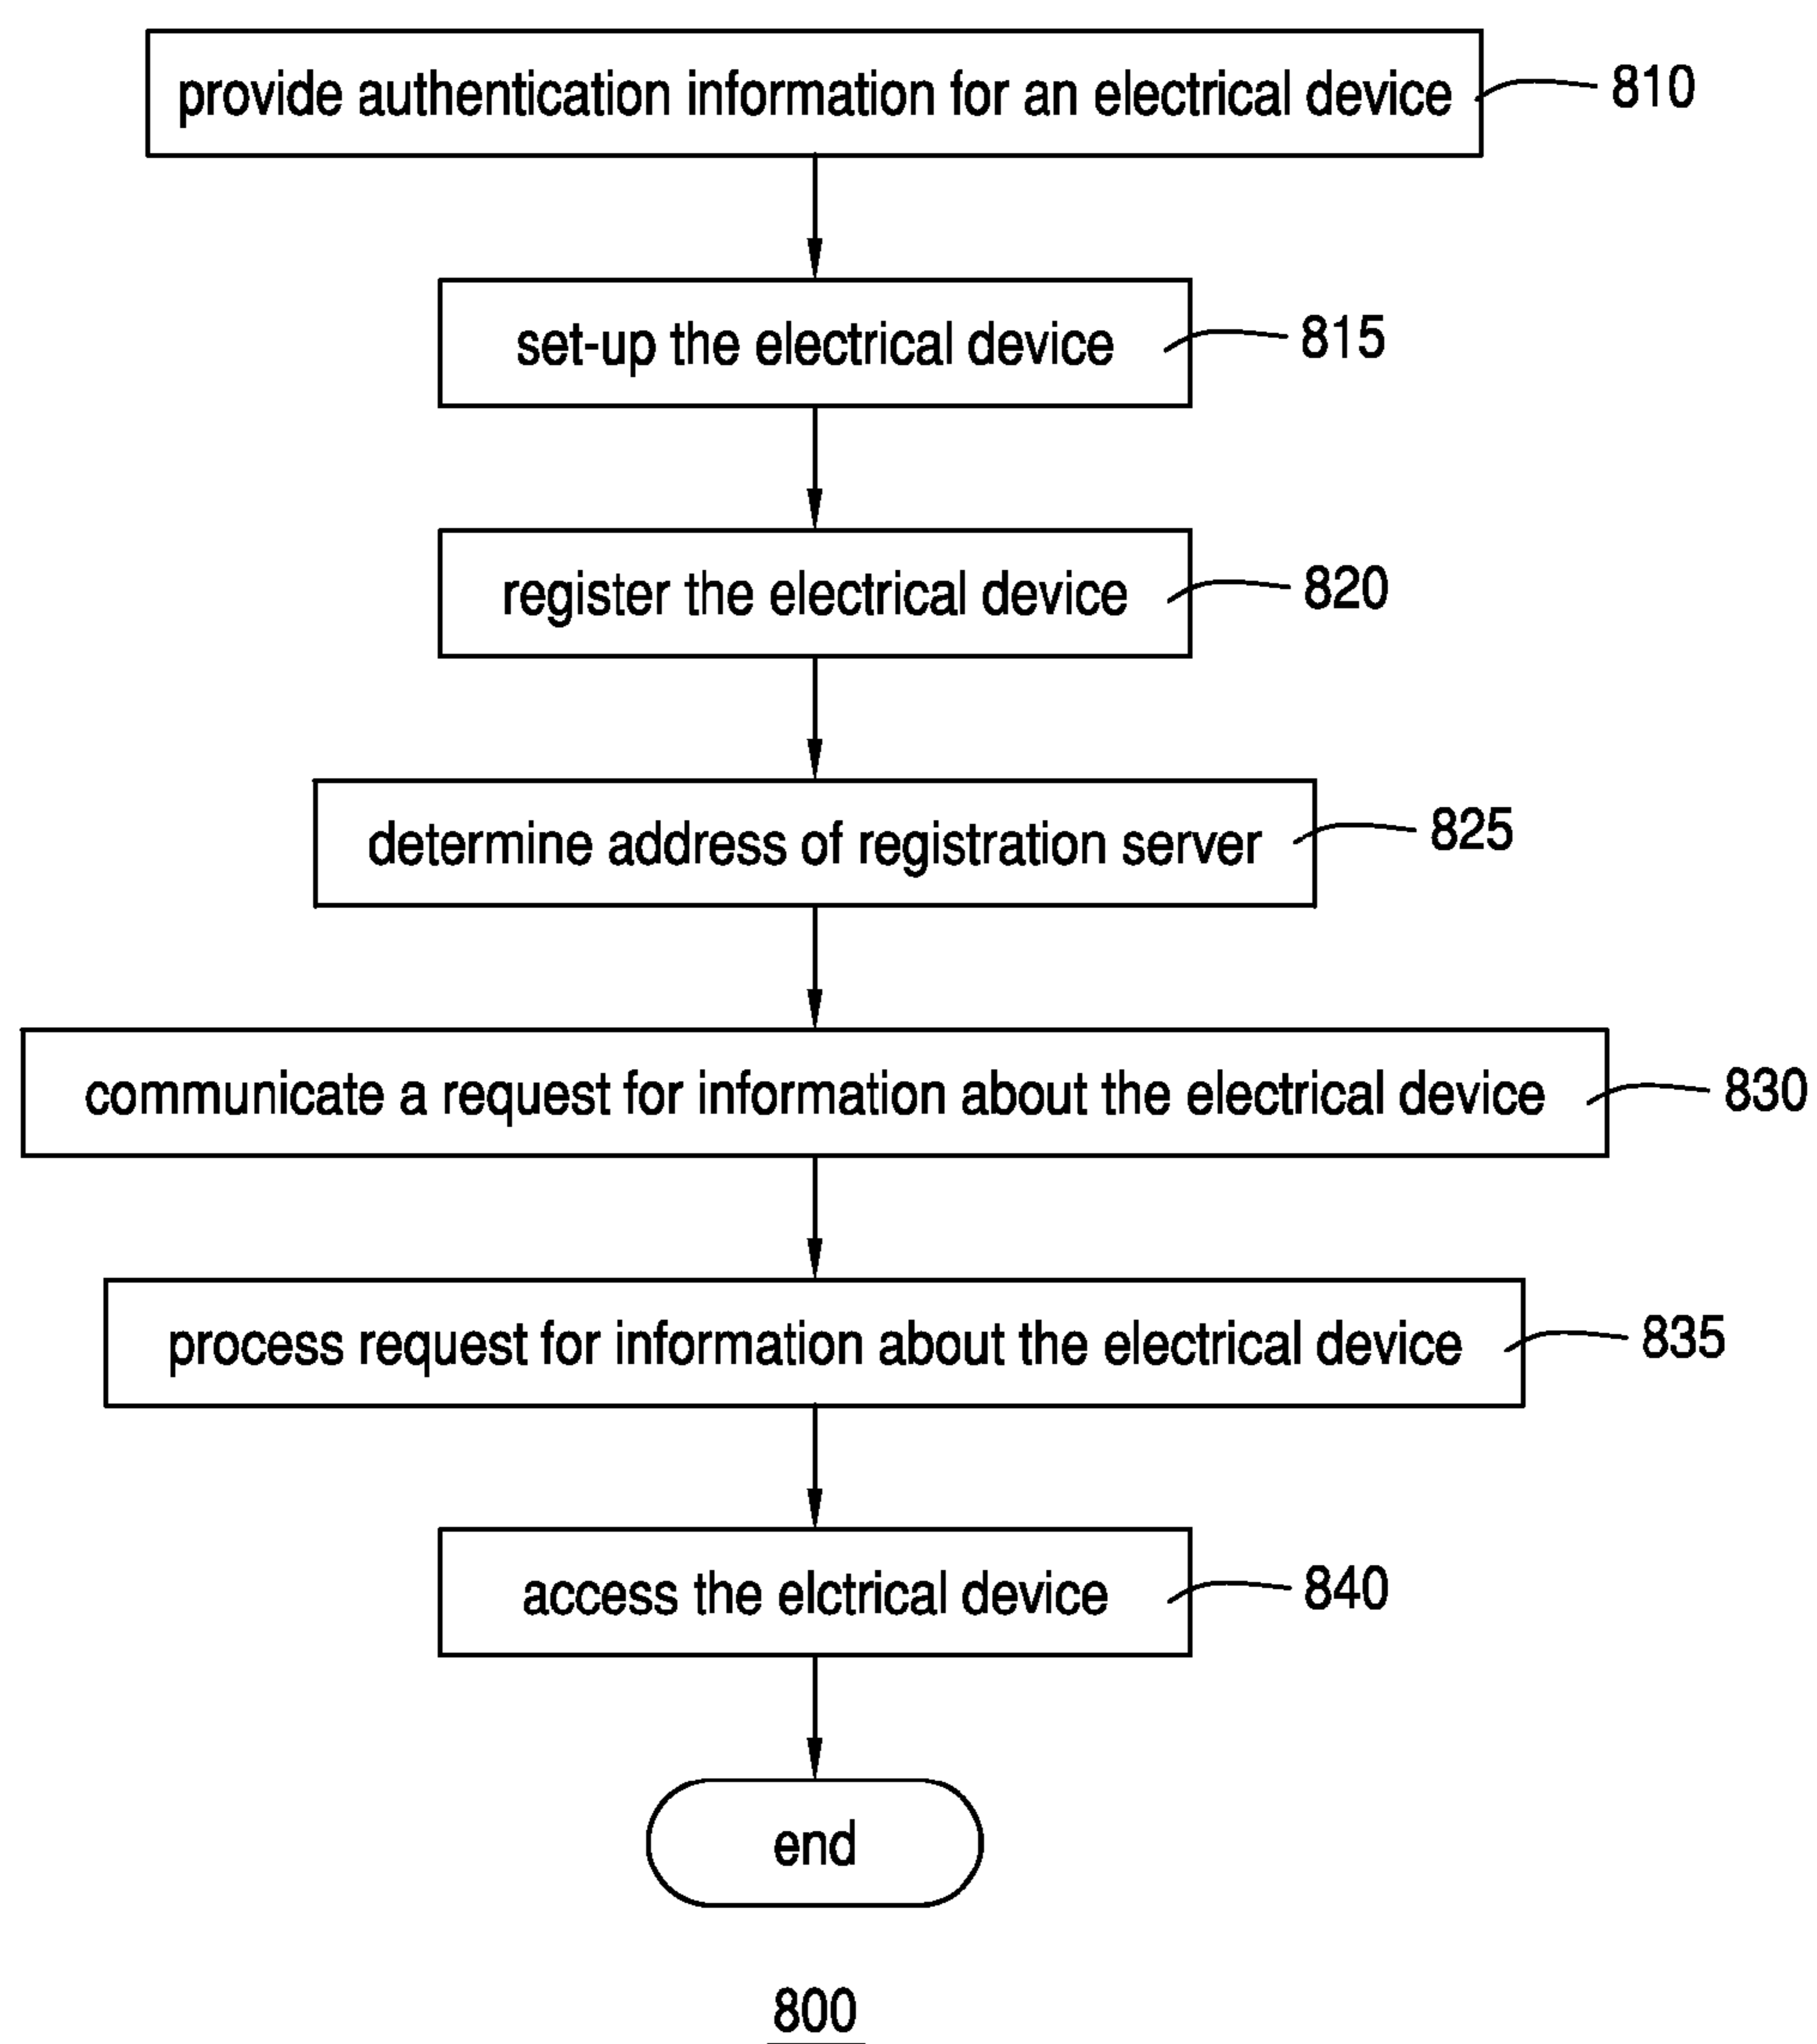 provide authentication information for an electrical device
810
set-up the electrical device
815
register the electrical device
820
determine address of registration server
825
communicate a request for information about the electrical device
830
process request for information about the electrical device
835
access the elctrical device
840
end
800